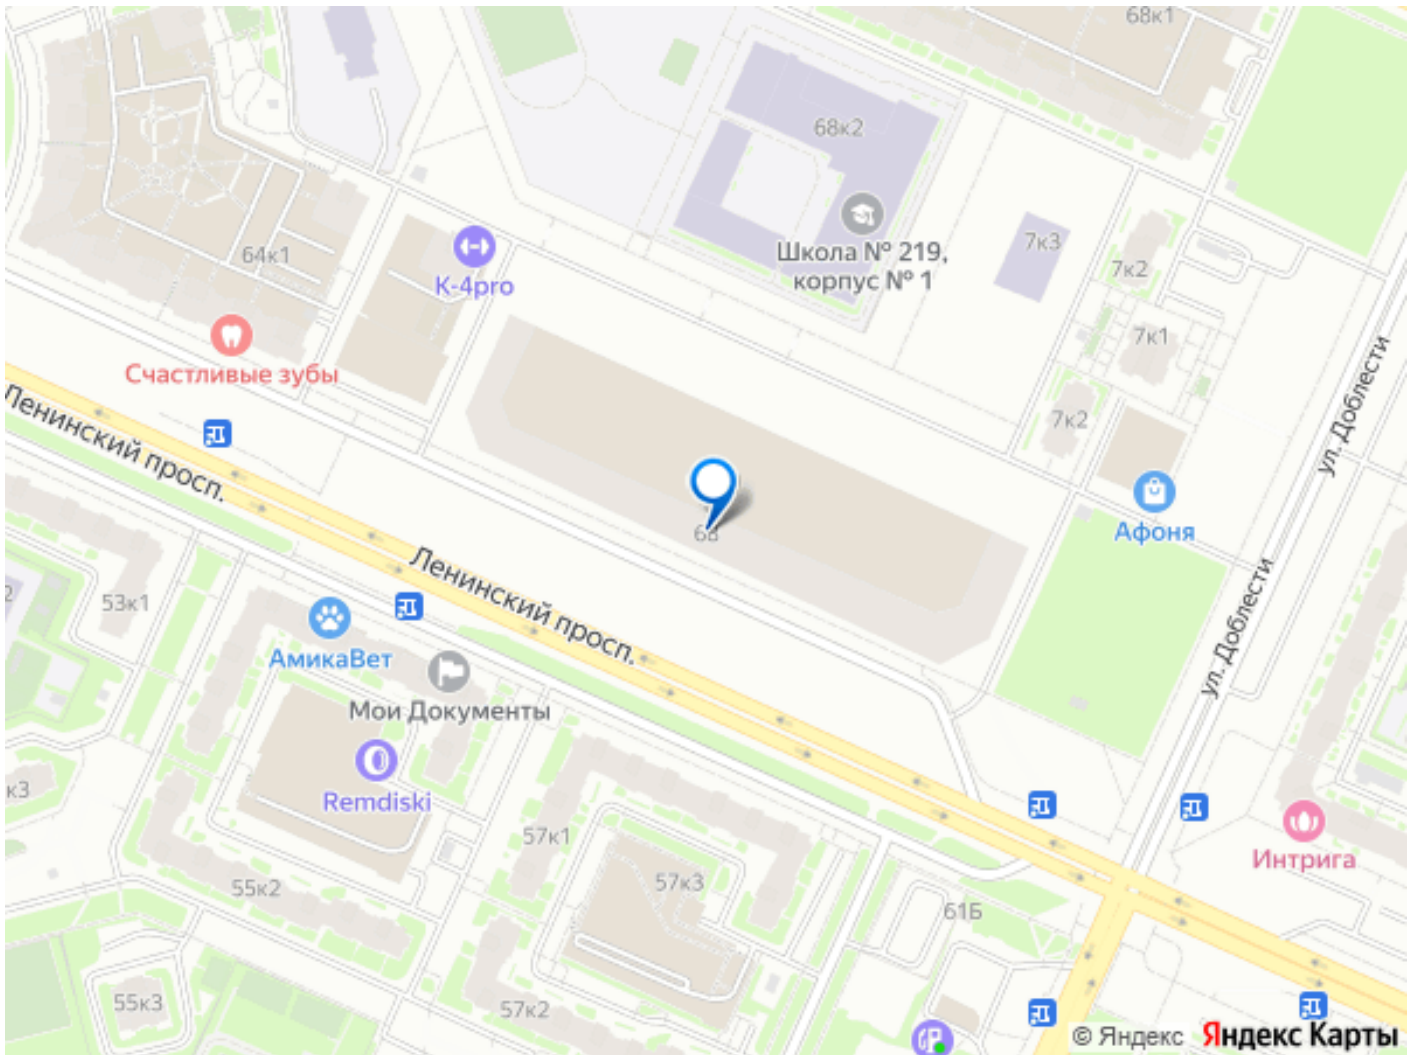 68к1
68к2
Школа № 219,
корпус № 1
7к3
7к2
64к1
K-4pro
7к1
Счастливые зубы
7к2
ул. Доблести
Ленинский просп.
Афоня
Ленинский просп.
ул. Доблести
53к1
АмикаВет
Мои Документы
Remdiski
к3
57к1
Интрига
55к2
57к3
61Б
55к3
57к2
© Яндекс Яндекс Карты